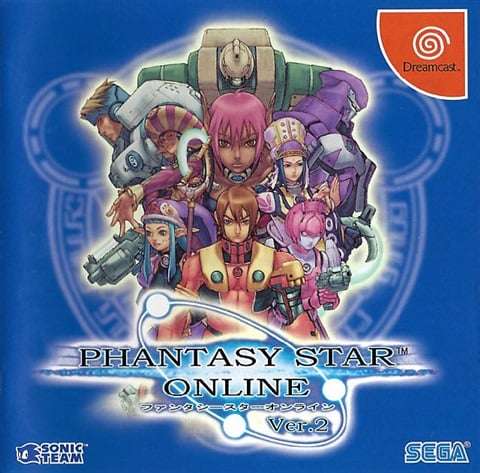 Dreamcast™
PHANTASY STAR™
ONLINE
ファンタシースターオンライン
Ver.2
SONIC
TEAM
SEGA®